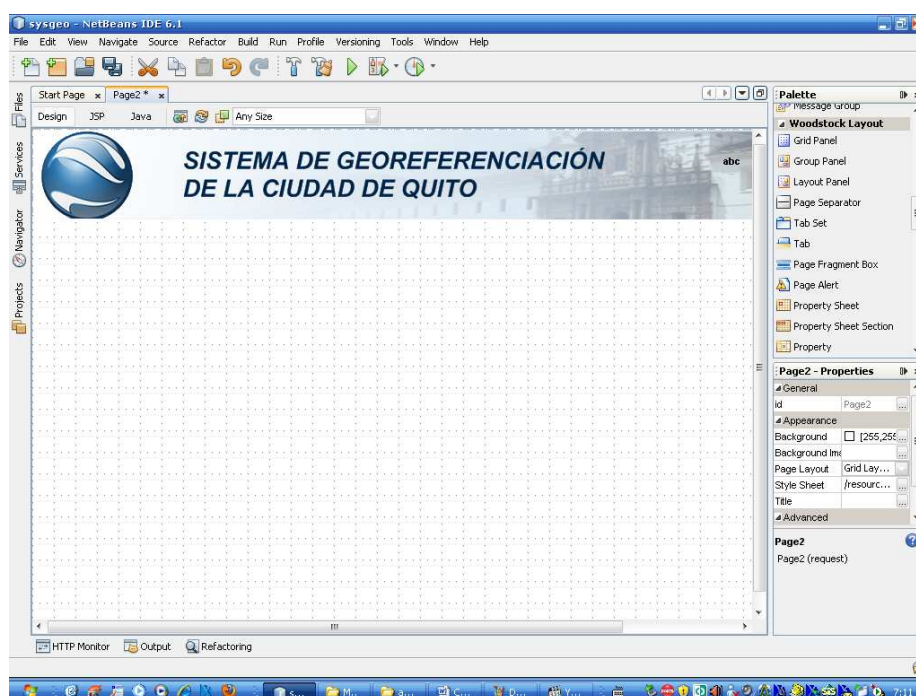 sysgeo - NetBeans IDE 6.1
File Edit View Navigate Source Refactor Build Run Profile Versioning Tools Window Help
Start Page x Page2 * x
Design JSP Java Any Size
Files
Services
Navigator
Projects
SISTEMA DE GEOREFERENCIACIÓN
DE LA CIUDAD DE QUITO
abc
Palette
Message Group
Woodstock Layout
Grid Panel
Group Panel
Layout Panel
Page Separator
Tab Set
Tab
Page Fragment Box
Page Alert
Property Sheet
Property Sheet Section
Property
Page2 - Properties
General
id Page2 ...
Appearance
Background [255,255 ...
Background Ima ...
Page Layout Grid Lay...
Style Sheet /resourc... ...
Title ...
Advanced
Page2
Page2 (request)
HTTP Monitor Output Refactoring
s... M... a... C... D... Y...